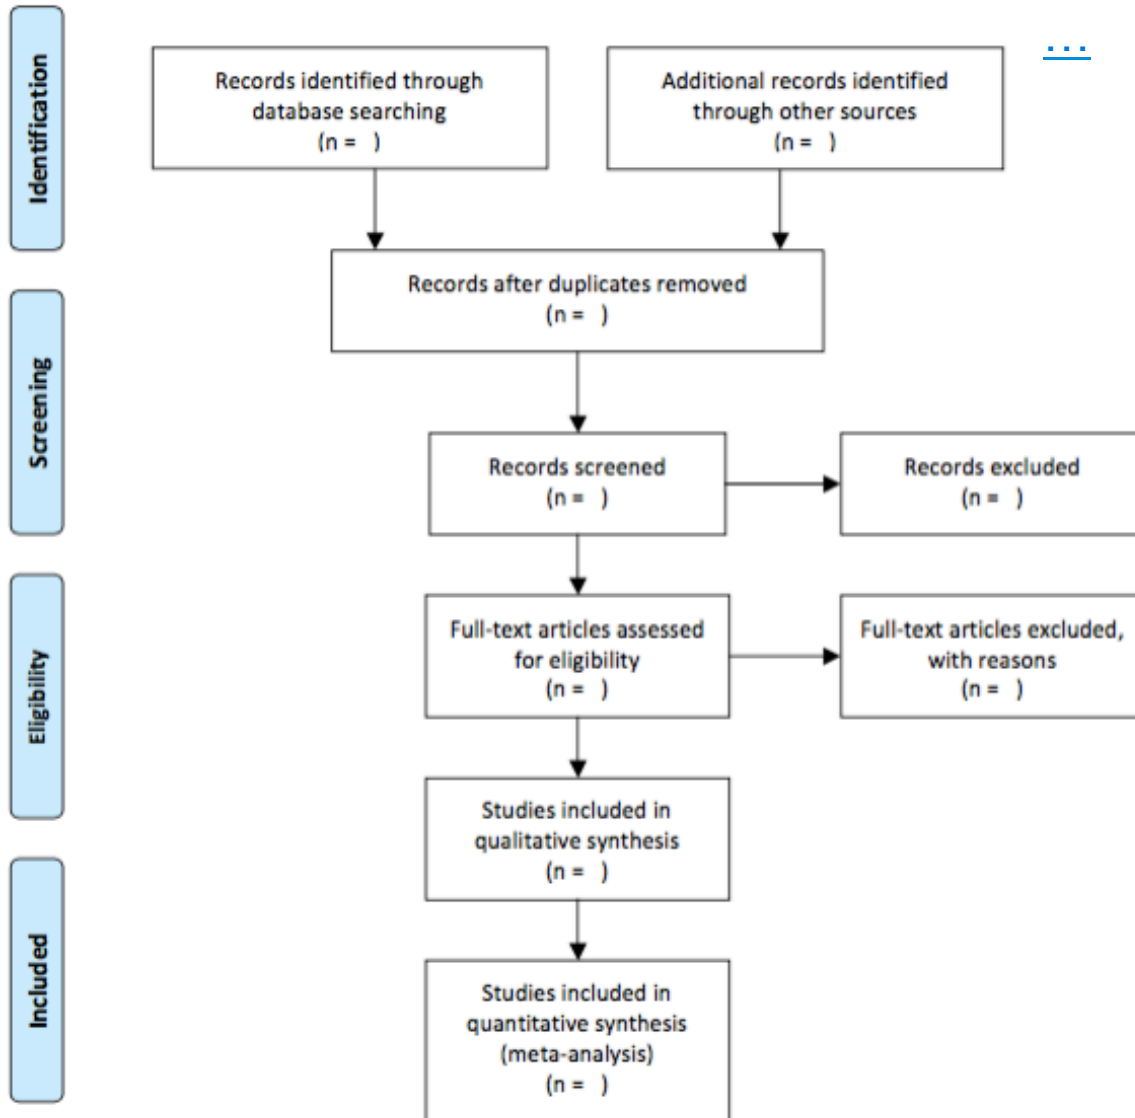 Identification
Records identified through
database searching
(n =   )
Additional records identified
through other sources
(n =   )
...
Records after duplicates removed
(n =   )
Screening
Records screened
(n =   )
Records excluded
(n =   )
Eligibility
Full-text articles assessed
for eligibility
(n =   )
Full-text articles excluded,
with reasons
(n =   )
Studies included in
qualitative synthesis
(n =   )
Included
Studies included in
quantitative synthesis
(meta-analysis)
(n =   )